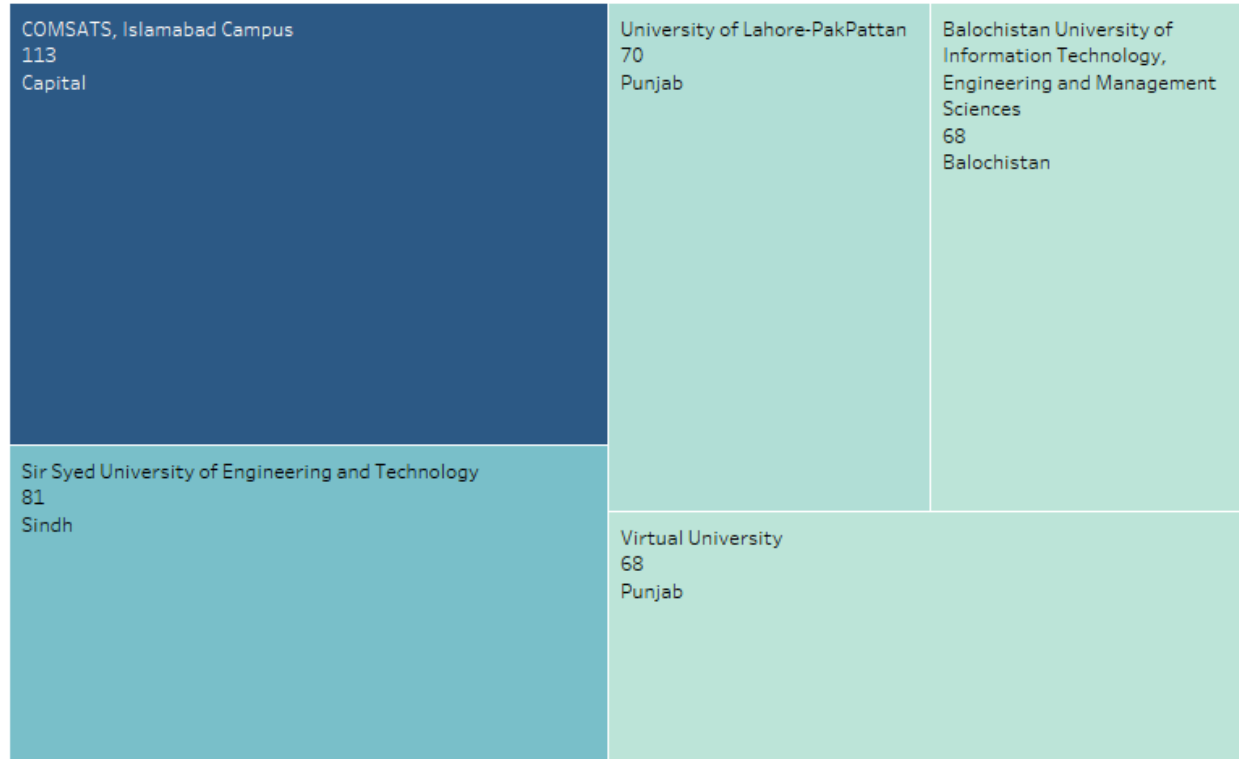 COMSATS, Islamabad Campus
113
Capital
Sir Syed University of Engineering and Technology
81
Sindh
University of Lahore-PakPattan
70
Punjab
Balochistan University of
Information Technology,
Engineering and Management
Sciences
68
Balochistan
Virtual University
68
Punjab